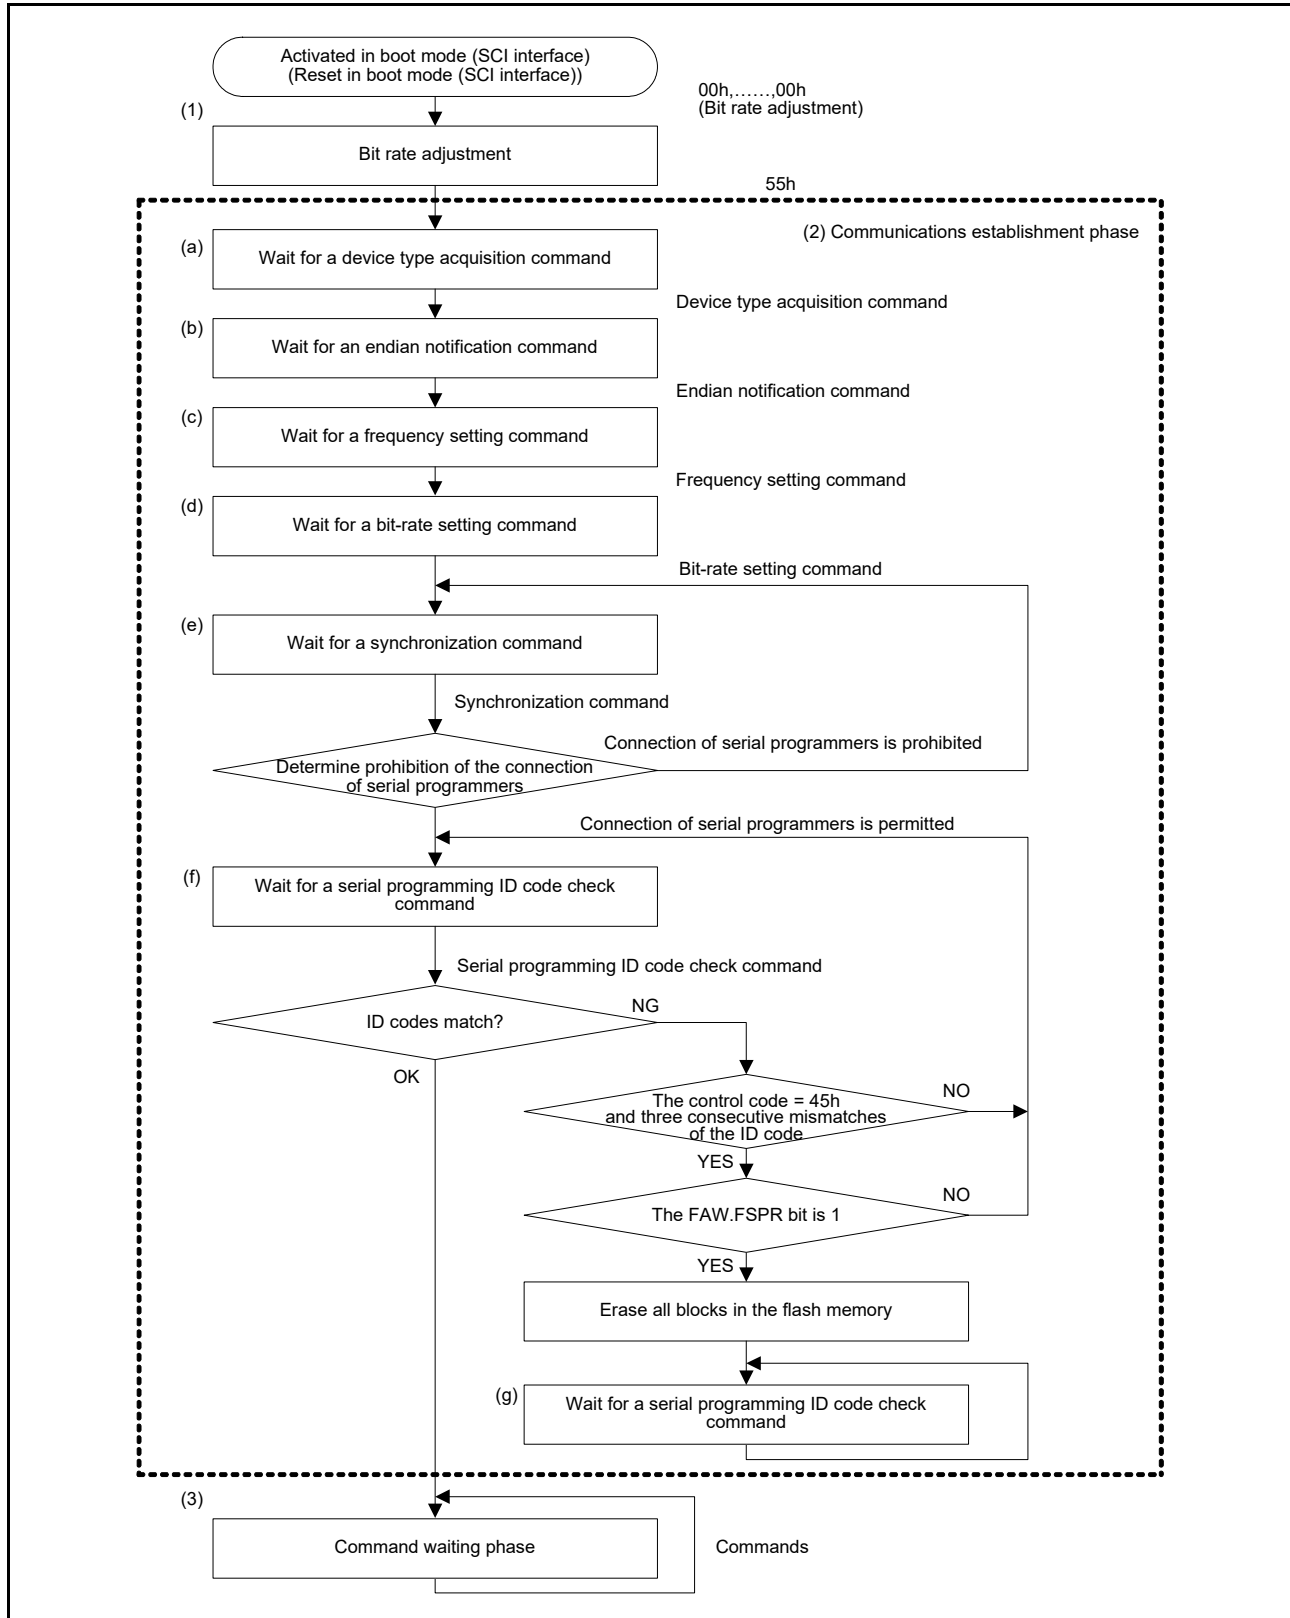 Activated in boot mode (SCI interface)
(Reset in boot mode (SCI interface))
00h,……,00h
(Bit rate adjustment)
(1)
Bit rate adjustment
55h
(2) Communications establishment phase
(a)
Wait for a device type acquisition command
Device type acquisition command
(b)
Wait for an endian notification command
Endian notification command
(c)
Wait for a frequency setting command
Frequency setting command
(d)
Wait for a bit-rate setting command
Bit-rate setting command
(e)
Wait for a synchronization command
Synchronization command
Connection of serial programmers is prohibited
Determine prohibition of the connection
of serial programmers
Connection of serial programmers is permitted
(f)
Wait for a serial programming ID code check
command
Serial programming ID code check command
NG
ID codes match?
OK
NO
The control code = 45h
and three consecutive mismatches
of the ID code
YES
NO
The FAW.FSPR bit is 1
YES
Erase all blocks in the flash memory
(g)
Wait for a serial programming ID code check
command
(3)
Command waiting phase
Commands